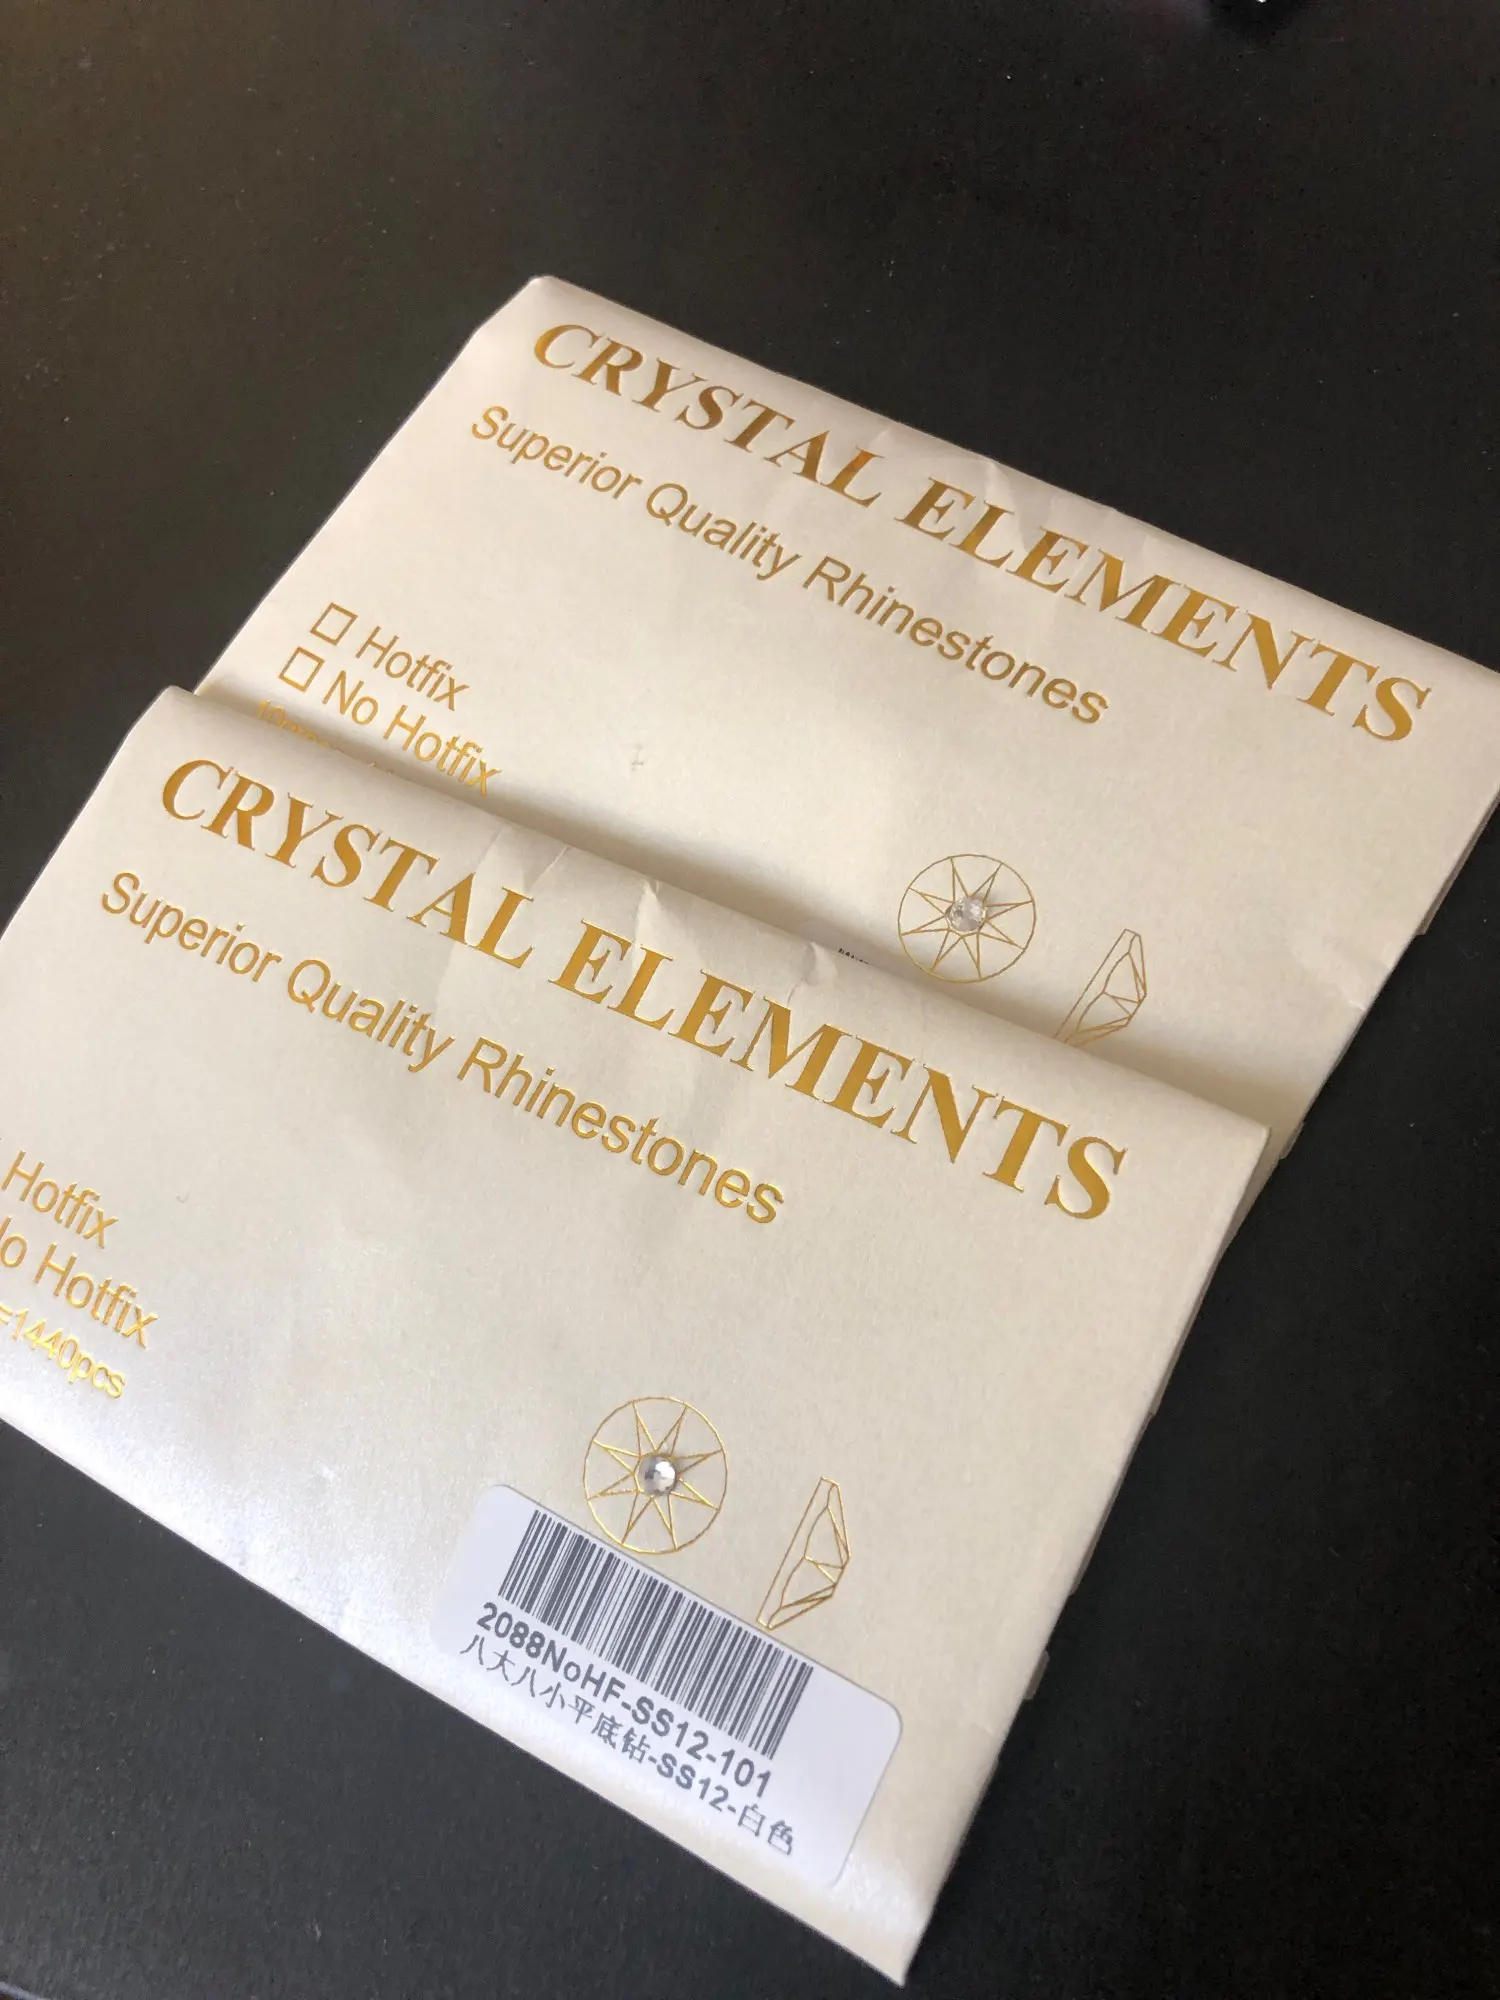 CRYSTAL ELEMENTS
Superior Quality Rhinestones
Hotfix
No Hotfix
CRYSTAL ELEMENTS
Superior Quality Rhinestones
Hotfix
Hotfix
=1440pcs
2088NoHF-SS12-101
八大八小平底钻-SS12-白色